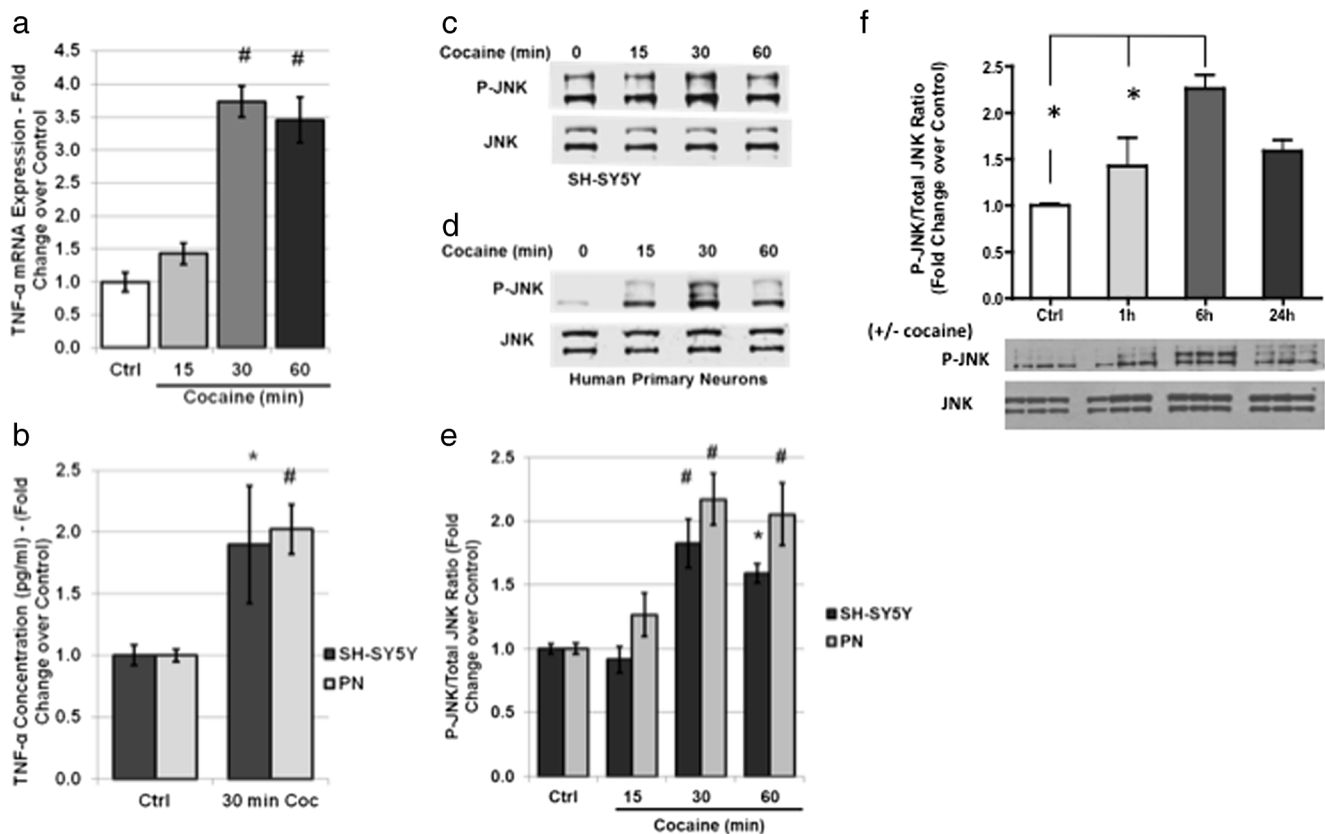 a
TNF-α mRNA Expression - Fold
Change over Control
4.5
4.0
3.5
3.0
2.5
2.0
1.5
1.0
0.5
0.0
#
#
Ctrl 15 30 60
Cocaine (min)
b
TNF-α Concentration (pg/ml) - (Fold
Change over Control)
2.5
2.0
1.5
1.0
0.5
0.0
*
#
Ctrl 30 min Coc
SH-SY5Y
PN
c
Cocaine (min) 0 15 30 60
P-JNK
JNK
SH-SY5Y
d
Cocaine (min) 0 15 30 60
P-JNK
JNK
Human Primary Neurons
e
P-JNK/Total JNK Ratio (Fold
Change over Control)
2.5
2.0
1.5
1.0
0.5
0.0
#
#
*
#
Ctrl 15 30 60
Cocaine (min)
SH-SY5Y
PN
f
P-JNK/Total JNK Ratio
(Fold Change over Control)
2.5
2.0
1.5
1.0
0.5
0.0
*
*
Ctrl 1h 6h 24h
(+/- cocaine)
P-JNK
JNK